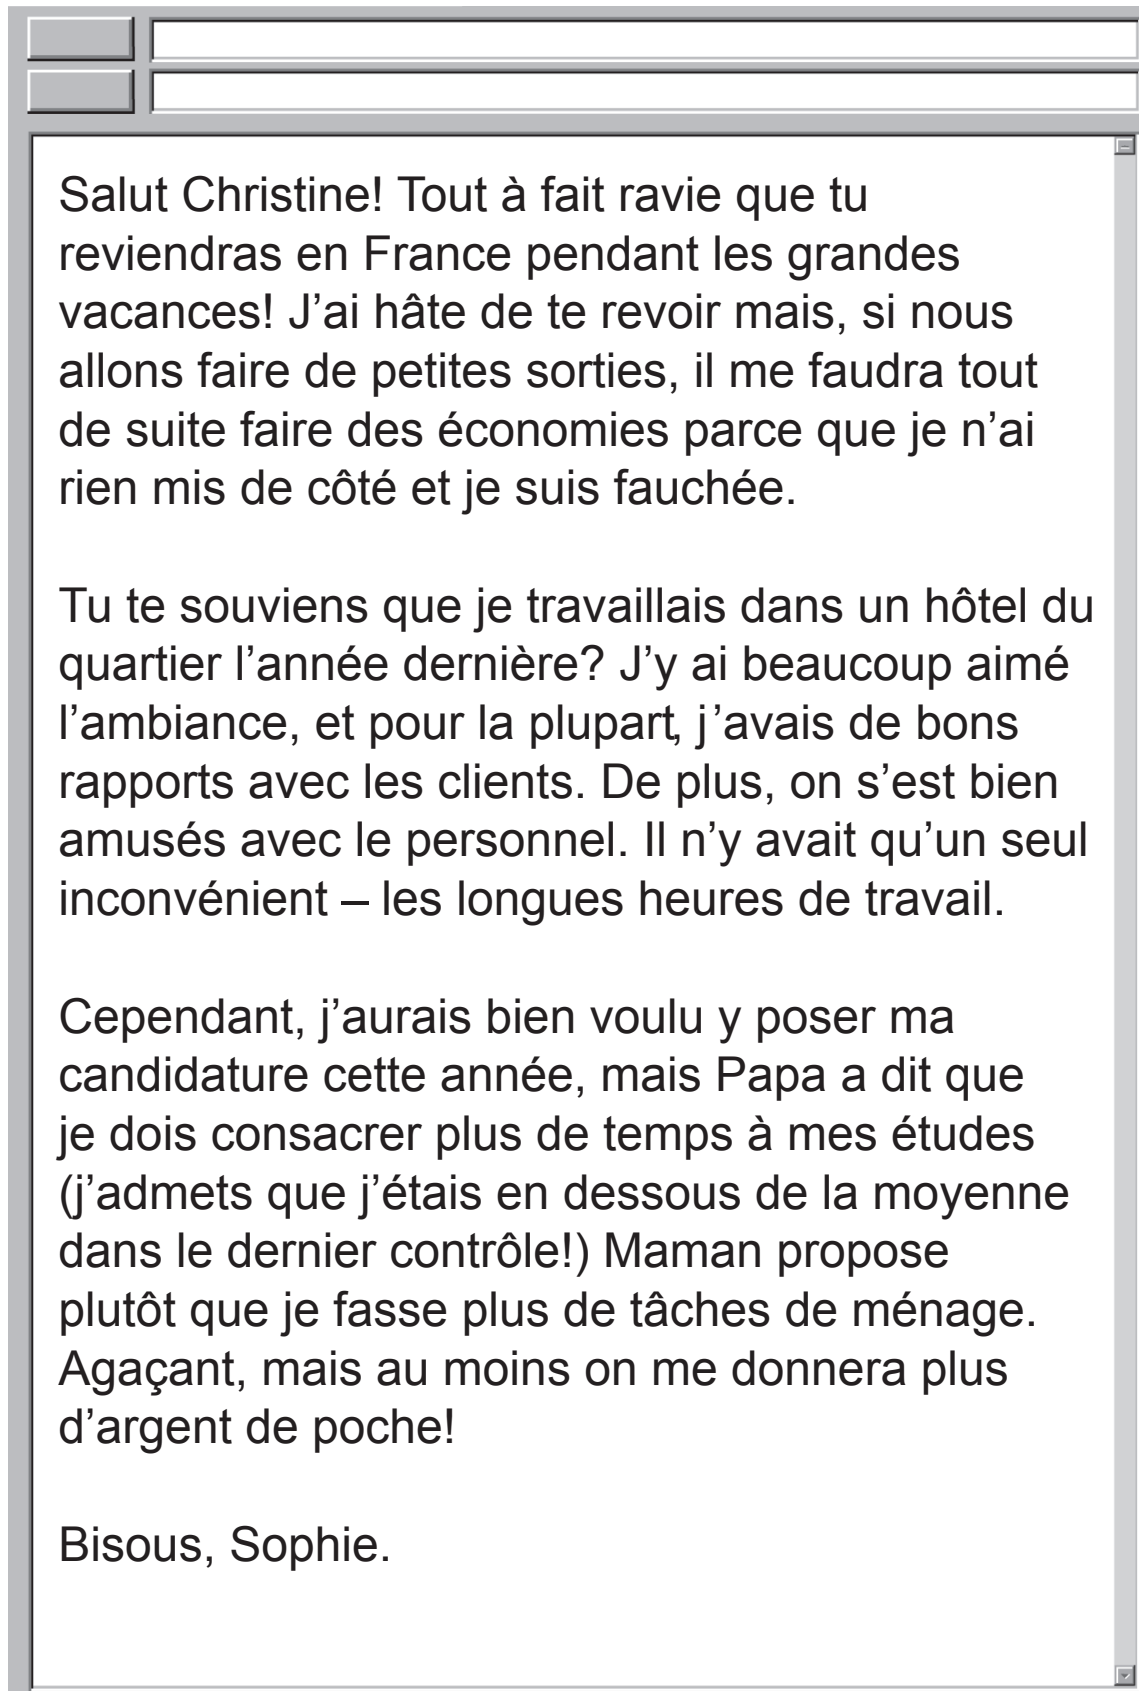 Salut Christine! Tout à fait ravie que tu
reviendras en France pendant les grandes
vacances! J’ai hâte de te revoir mais, si nous
allons faire de petites sorties, il me faudra tout
de suite faire des économies parce que je n’ai
rien mis de côté et je suis fauchée.
Tu te souviens que je travaillais dans un hôtel du
quartier l’année dernière? J’y ai beaucoup aimé
l’ambiance, et pour la plupart, j’avais de bons
rapports avec les clients. De plus, on s’est bien
amusés avec le personnel. Il n’y avait qu’un seul
inconvénient – les longues heures de travail.
Cependant, j’aurais bien voulu y poser ma
candidature cette année, mais Papa a dit que
je dois consacrer plus de temps à mes études
(j’admets que j’étais en dessous de la moyenne
dans le dernier contrôle!) Maman propose
plutôt que je fasse plus de tâches de ménage.
Agaçant, mais au moins on me donnera plus
d’argent de poche!
Bisous, Sophie.